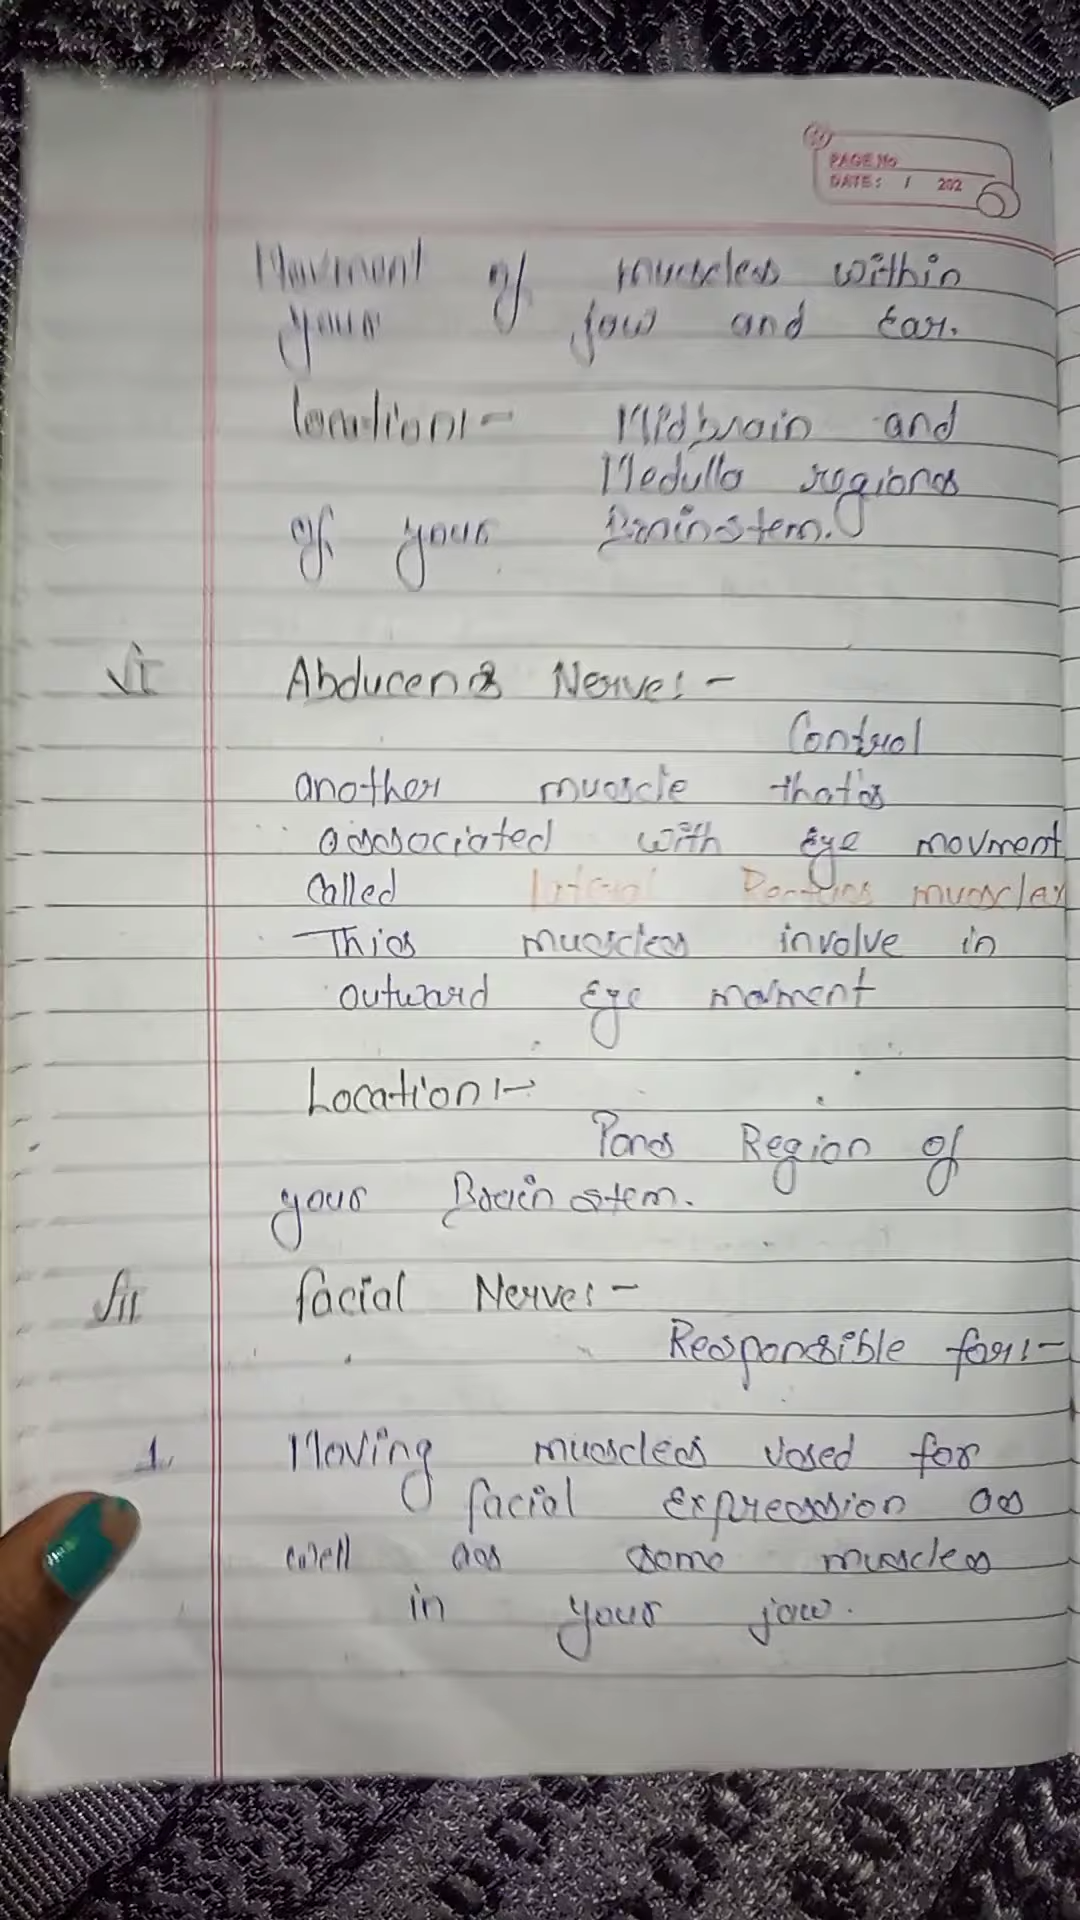 PAGE No
DATE: / 202
Movment of muscles within
your jaw and Ear.
location:- Midbrain and
Medulla regions
of your Brainstem.
VI Abducens Nerve:-
Control
another muscle that's
associated with Eye movment
Called lateral Rectus muscles
This muscles involve in
outward Eye movment
Location:-
Pons Region of
your Brain stem.
VII facial Nerve:-
Responsible for:-
1. Moving muscles used for
facial Expression as
well as some muscles
in your jaw.